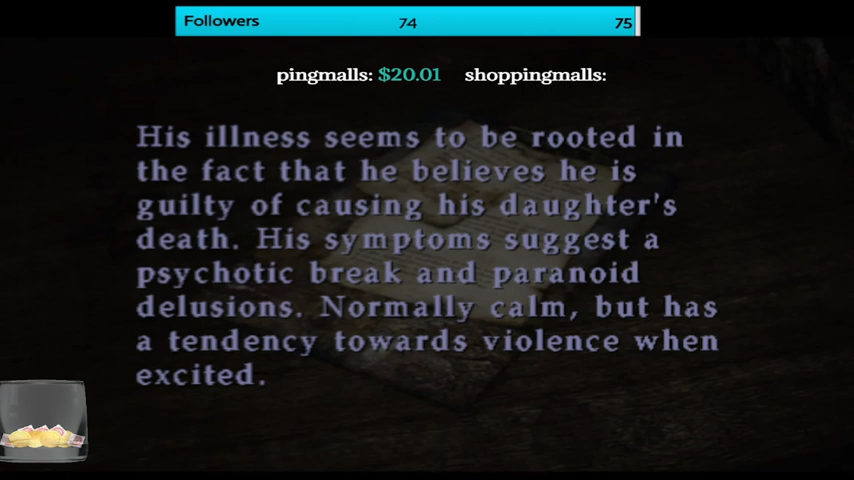 Followers 74 75
pingmalls: $20.01 shoppingmalls:
His illness seems to be rooted in
the fact that he believes he is
guilty of causing his daughter's
death. His symptoms suggest a
psychotic break and paranoid
delusions. Normally calm, but has
a tendency towards violence when
excited.